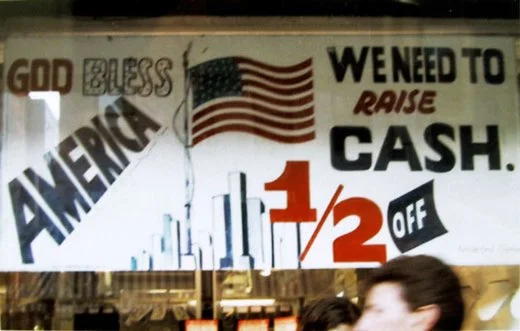 GOD BLESS
AMERICA
WE NEED TO
RAISE
CASH.
1/2 OFF